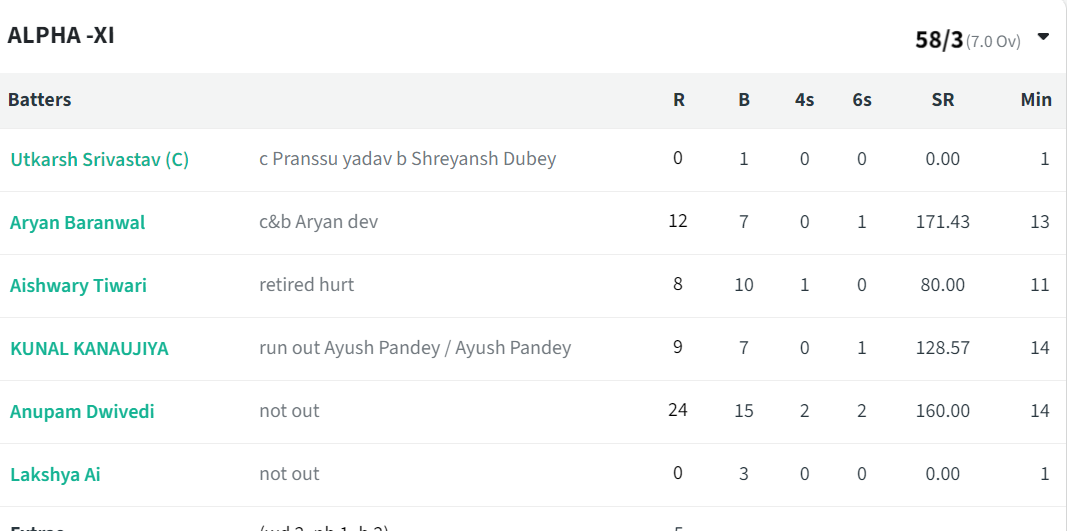 ALPHA -XI 58/3 (7.0 Ov)
Batters R B 4s 6s SR Min
Utkarsh Srivastav (C) c Pranssu yadav b Shreyansh Dubey 0 1 0 0 0.00 1
Aryan Baranwal c&b Aryan dev 12 7 0 1 171.43 13
Aishwary Tiwari retired hurt 8 10 1 0 80.00 11
KUNAL KANAUJIYA run out Ayush Pandey / Ayush Pandey 9 7 0 1 128.57 14
Anupam Dwivedi not out 24 15 2 2 160.00 14
Lakshya Ai not out 0 3 0 0 0.00 1
Extras